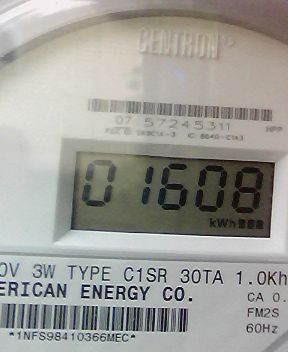 CENTRON
07 57245311 HPP
01608
kWh
0V 3W TYPE C1SR 30TA 1.0Kh
ERICAN ENERGY CO. CA 0.
FM2S
*1NFS98410366MEC* 60Hz